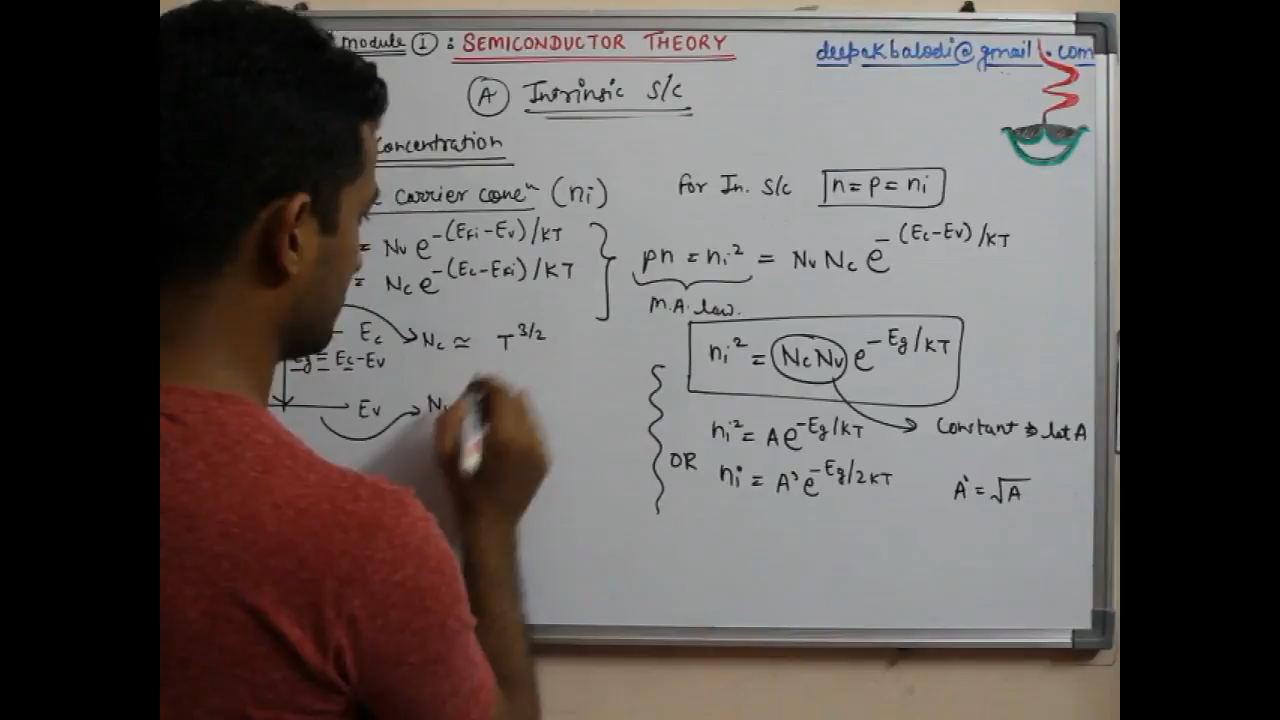 module I : SEMICONDUCTOR THEORY
deepakbalodi@gmail.com
A Intrinsic S/C
Concentration
carrier concⁿ (ni)
for In. S/C n = p = ni
= Nv e^-(EFi-Ev)/KT
= Nc e^-(Ec-EFi)/KT
pn = ni² = Nv Nc e^-(Ec-Ev)/KT
M.A. law.
Ec
Nc ≃ T^3/2
Eg = Ec-Ev
Ev
ni² = NcNv e^-Eg/KT
Constant → let A
ni² = A e^-Eg/KT
OR
ni = A' e^-Eg/2KT
A' = √A